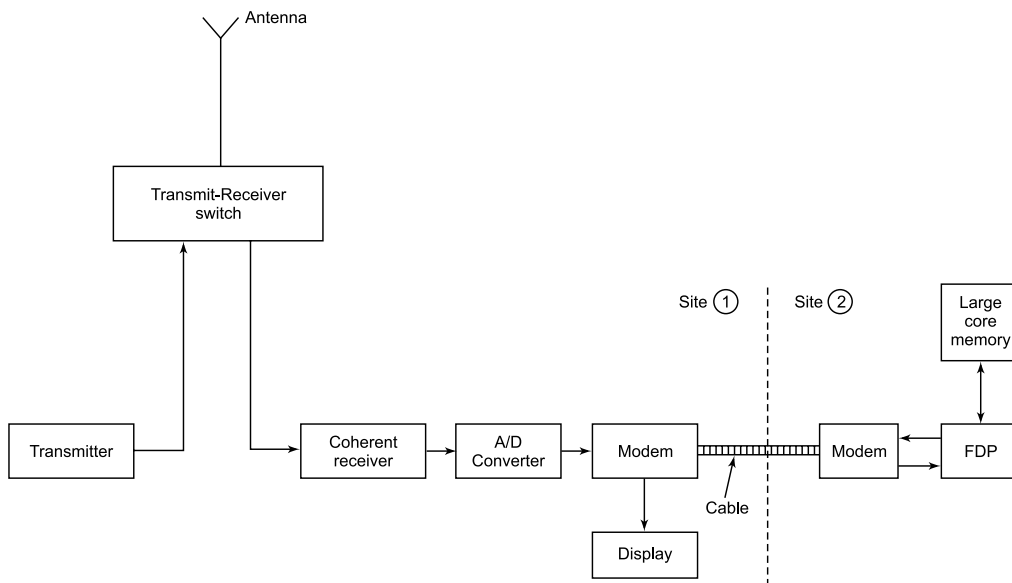 Antenna
Transmit-Receiver
switch
Site 1
Site 2
Large
core
memory
Transmitter
Coherent
receiver
A/D
Converter
Modem
Modem
FDP
Cable
Display